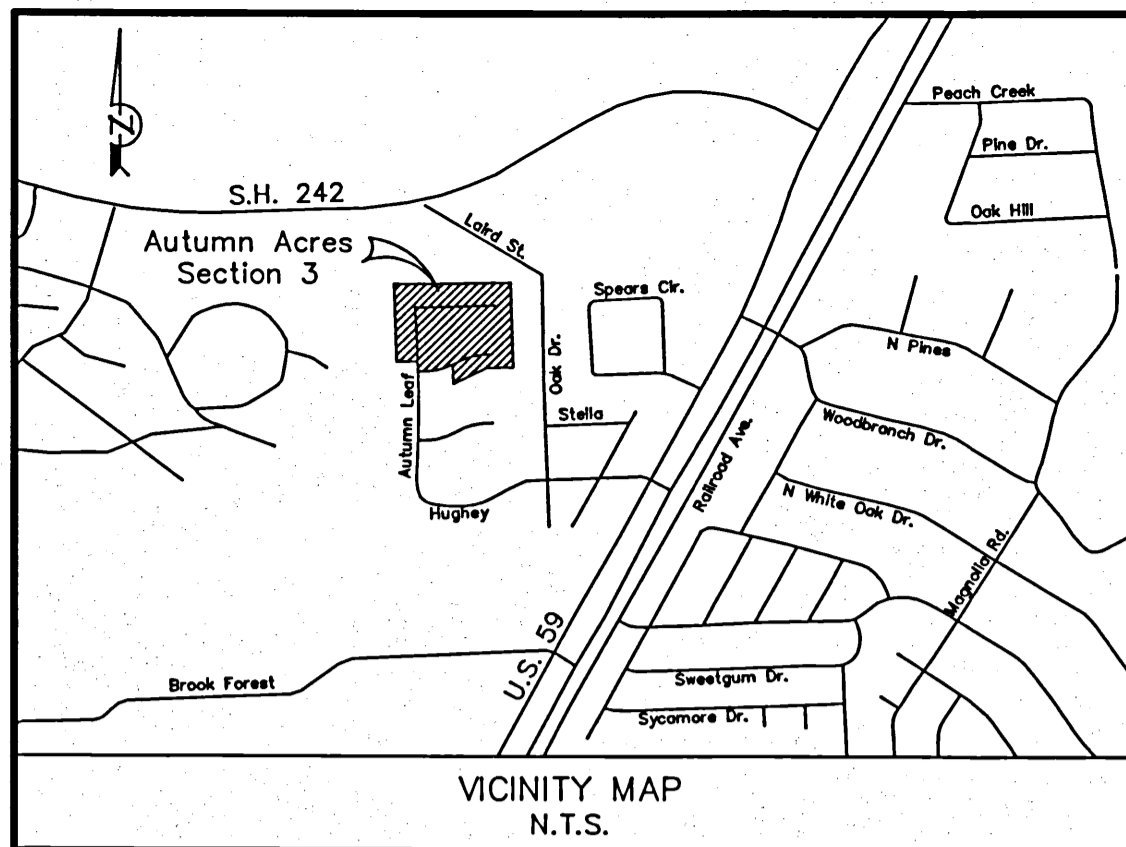 Peach Creek
Pine Dr.
Oak Hill
N
S.H. 242
Laird St.
Autumn Acres
Section 3
Spears Cir.
N Pines
Oak Dr.
Autumn Leaf
Stella
Woodbranch Dr.
Railroad Ave.
N White Oak Dr.
Hughey
Magnolia Rd.
U.S. 59
Brook Forest
Sweetgum Dr.
Sycamore Dr.
VICINITY MAP
N.T.S.